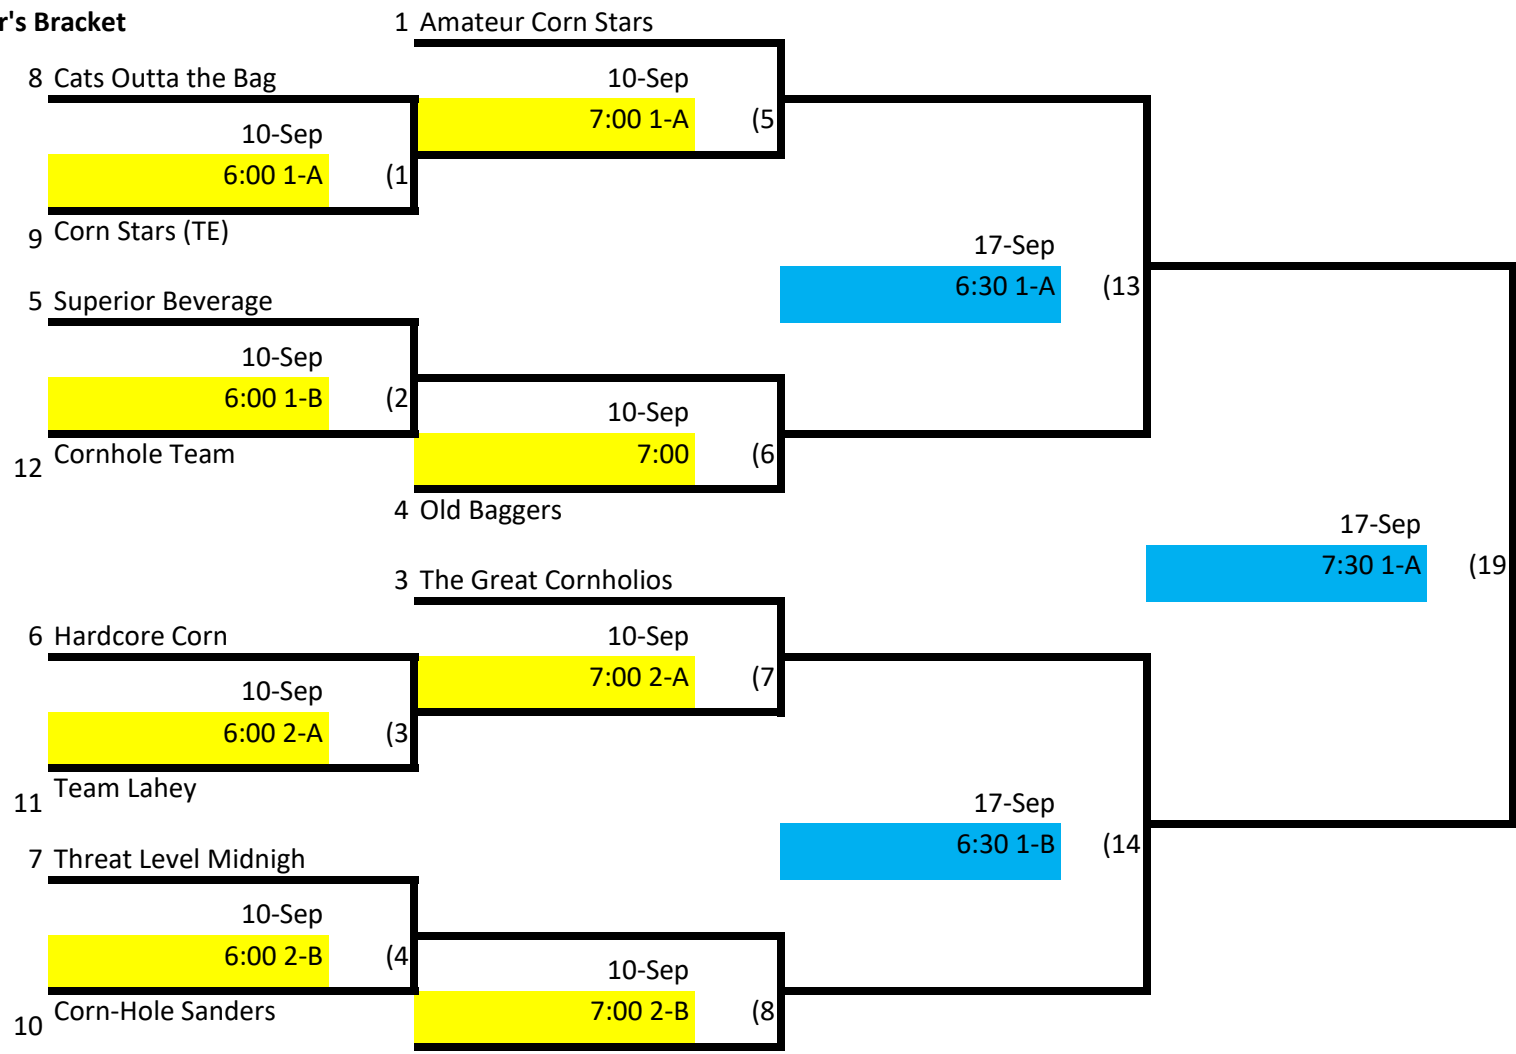 r's Bracket
1 Amateur Corn Stars
8 Cats Outta the Bag
10-Sep
7:00 1-A (5
10-Sep
6:00 1-A (1
9 Corn Stars (TE)
17-Sep
6:30 1-A (13
5 Superior Beverage
10-Sep
6:00 1-B (2
10-Sep
7:00 (6
12 Cornhole Team
4 Old Baggers
17-Sep
7:30 1-A (19
3 The Great Cornholios
6 Hardcore Corn
10-Sep
7:00 2-A (7
10-Sep
6:00 2-A (3
11 Team Lahey
17-Sep
6:30 1-B (14
7 Threat Level Midnigh
10-Sep
6:00 2-B (4
10-Sep
7:00 2-B (8
10 Corn-Hole Sanders